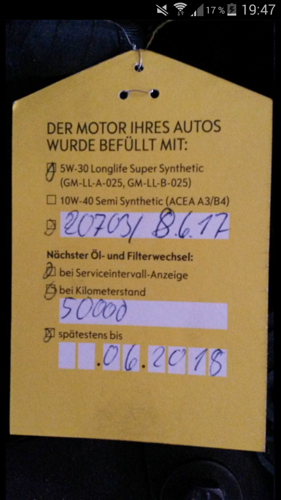 17% 19:47
DER MOTOR IHRES AUTOS
WURDE BEFÜLLT MIT:
5W-30 Longlife Super Synthetic
(GM-LL-A-025, GM-LL-B-025)
10W-40 Semi Synthetic (ACEA A3/B4)
20703/ 8.6.17
Nächster Öl- und Filterwechsel:
bei Serviceintervall-Anzeige
bei Kilometerstand
50000
spätestens bis
.06.2018